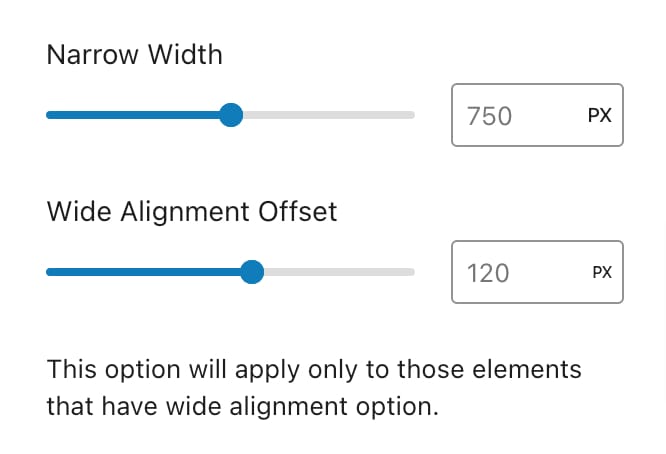 Narrow Width
750 PX
Wide Alignment Offset
120 PX
This option will apply only to those elements
that have wide alignment option.